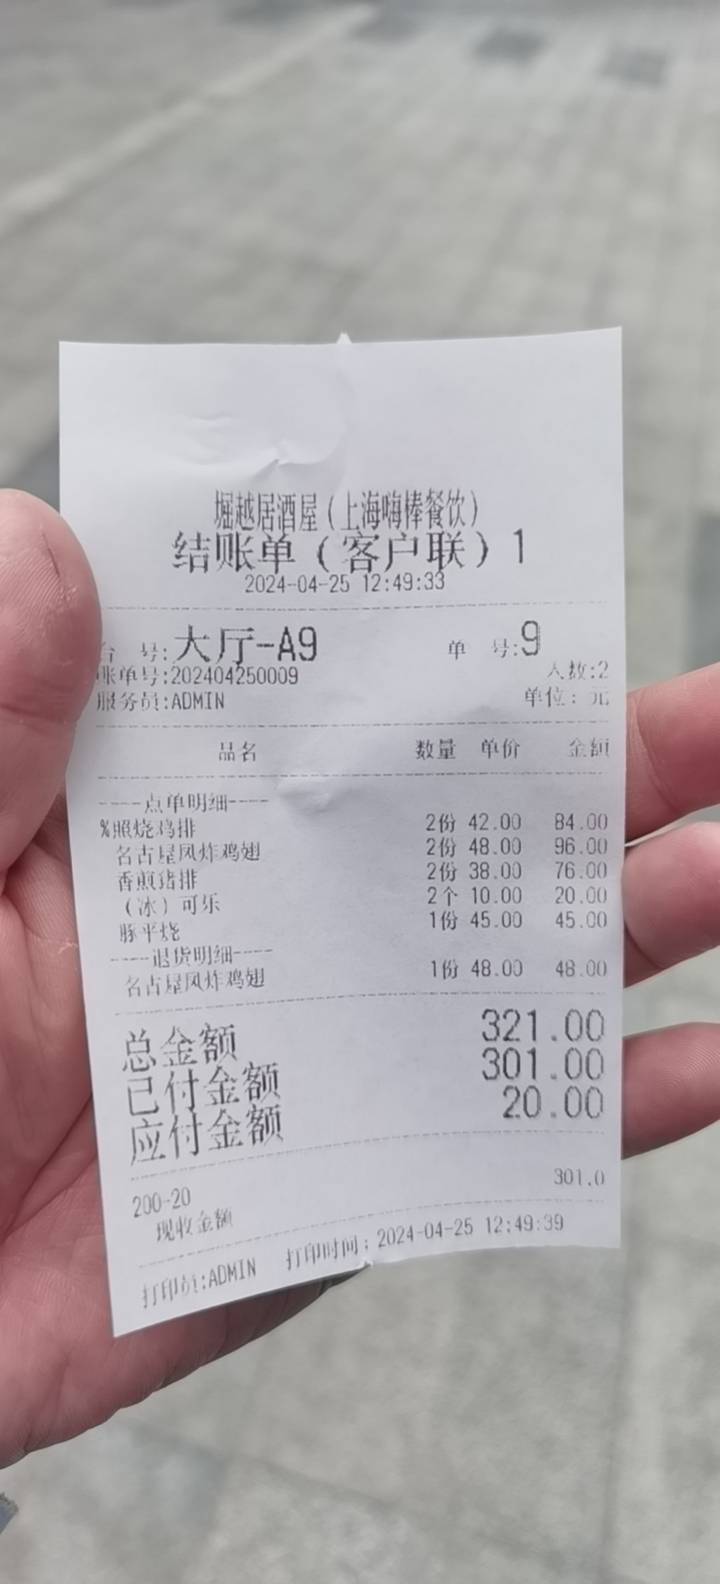 堀越居酒屋（上海嗨棒餐饮）
结账单（客户联）1
2024-04-25 12:49:33
台 号:大厅-A9 单 号:9
账单号:202404250009 人数:2
服务员:ADMIN 单位: 元
品名 数量 单价 金额
----点单明细----
%照烧鸡排 2份 42.00 84.00
名古屋风炸鸡翅 2份 48.00 96.00
香煎猪排 2份 38.00 76.00
（冰）可乐 2个 10.00 20.00
豚平烧 1份 45.00 45.00
----退货明细----
名古屋风炸鸡翅 1份 48.00 48.00
总金额 321.00
已付金额 301.00
应付金额 20.00
200-20 301.0
现收金额
打印员:ADMIN 打印时间：2024-04-25 12:49:39